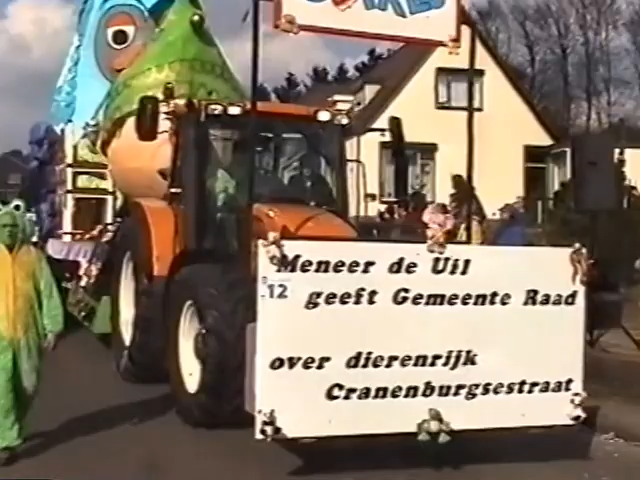 Meneer de Uil
12
geeft Gemeente Raad
over dierenrijk
Cranenburgsestraat